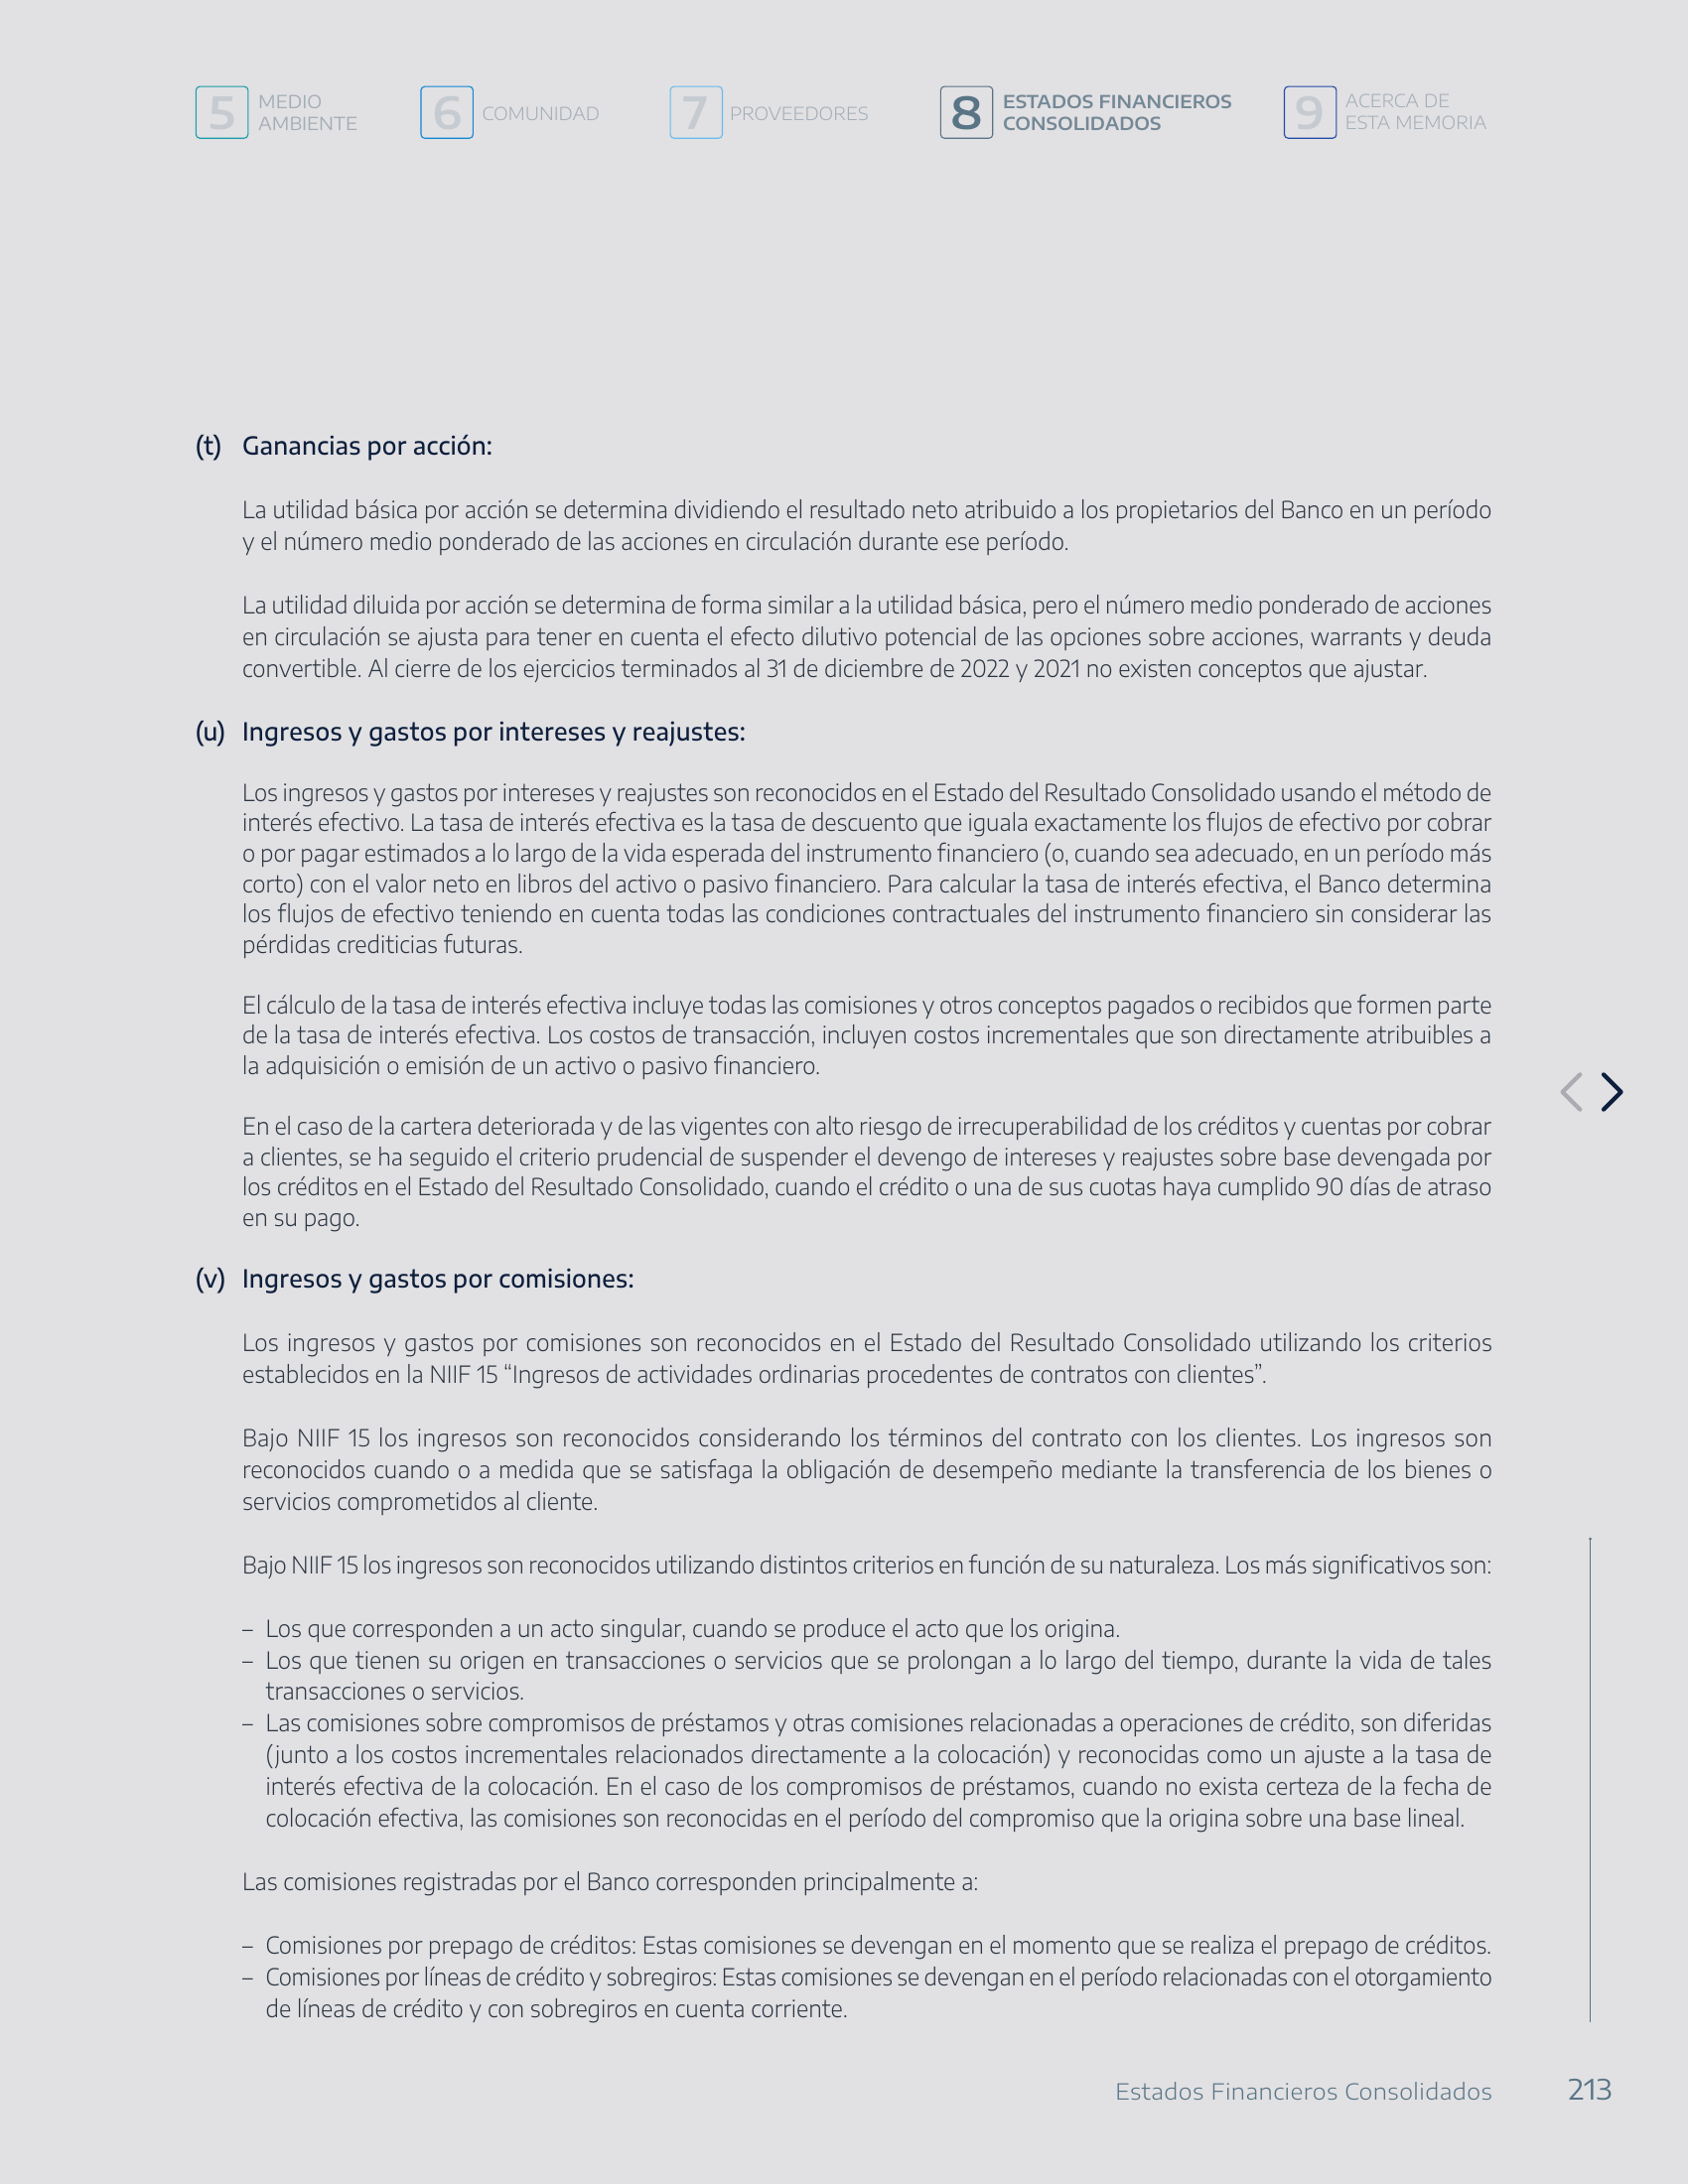 5 MEDIO
AMBIENTE
6 COMUNIDAD
7 PROVEEDORES
8 ESTADOS FINANCIEROS
CONSOLIDADOS
9 ACERCA DE
ESTA MEMORIA
(t) Ganancias por acción:
La utilidad básica por acción se determina dividiendo el resultado neto atribuido a los propietarios del Banco en un período
y el número medio ponderado de las acciones en circulación durante ese período.
La utilidad diluida por acción se determina de forma similar a la utilidad básica, pero el número medio ponderado de acciones
en circulación se ajusta para tener en cuenta el efecto dilutivo potencial de las opciones sobre acciones, warrants y deuda
convertible. Al cierre de los ejercicios terminados al 31 de diciembre de 2022 y 2021 no existen conceptos que ajustar.
(u) Ingresos y gastos por intereses y reajustes:
Los ingresos y gastos por intereses y reajustes son reconocidos en el Estado del Resultado Consolidado usando el método de
interés efectivo. La tasa de interés efectiva es la tasa de descuento que iguala exactamente los flujos de efectivo por cobrar
o por pagar estimados a lo largo de la vida esperada del instrumento financiero (o, cuando sea adecuado, en un período más
corto) con el valor neto en libros del activo o pasivo financiero. Para calcular la tasa de interés efectiva, el Banco determina
los flujos de efectivo teniendo en cuenta todas las condiciones contractuales del instrumento financiero sin considerar las
pérdidas crediticias futuras.
El cálculo de la tasa de interés efectiva incluye todas las comisiones y otros conceptos pagados o recibidos que formen parte
de la tasa de interés efectiva. Los costos de transacción, incluyen costos incrementales que son directamente atribuibles a
la adquisición o emisión de un activo o pasivo financiero.
En el caso de la cartera deteriorada y de las vigentes con alto riesgo de irrecuperabilidad de los créditos y cuentas por cobrar
a clientes, se ha seguido el criterio prudencial de suspender el devengo de intereses y reajustes sobre base devengada por
los créditos en el Estado del Resultado Consolidado, cuando el crédito o una de sus cuotas haya cumplido 90 días de atraso
en su pago.
(v) Ingresos y gastos por comisiones:
Los ingresos y gastos por comisiones son reconocidos en el Estado del Resultado Consolidado utilizando los criterios
establecidos en la NIIF 15 “Ingresos de actividades ordinarias procedentes de contratos con clientes”.
Bajo NIIF 15 los ingresos son reconocidos considerando los términos del contrato con los clientes. Los ingresos son
reconocidos cuando o a medida que se satisfaga la obligación de desempeño mediante la transferencia de los bienes o
servicios comprometidos al cliente.
Bajo NIIF 15 los ingresos son reconocidos utilizando distintos criterios en función de su naturaleza. Los más significativos son:
– Los que corresponden a un acto singular, cuando se produce el acto que los origina.
– Los que tienen su origen en transacciones o servicios que se prolongan a lo largo del tiempo, durante la vida de tales
transacciones o servicios.
– Las comisiones sobre compromisos de préstamos y otras comisiones relacionadas a operaciones de crédito, son diferidas
(junto a los costos incrementales relacionados directamente a la colocación) y reconocidas como un ajuste a la tasa de
interés efectiva de la colocación. En el caso de los compromisos de préstamos, cuando no exista certeza de la fecha de
colocación efectiva, las comisiones son reconocidas en el período del compromiso que la origina sobre una base lineal.
Las comisiones registradas por el Banco corresponden principalmente a:
– Comisiones por prepago de créditos: Estas comisiones se devengan en el momento que se realiza el prepago de créditos.
– Comisiones por líneas de crédito y sobregiros: Estas comisiones se devengan en el período relacionadas con el otorgamiento
de líneas de crédito y con sobregiros en cuenta corriente.
Estados Financieros Consolidados 213